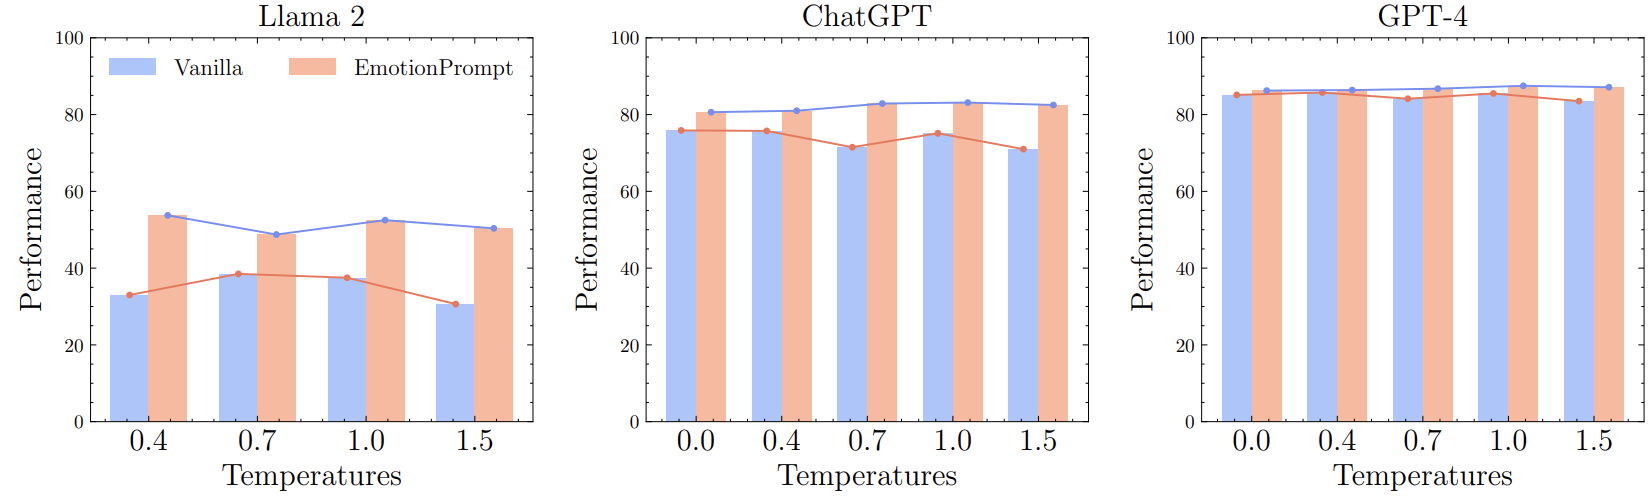 Llama 2
100
80
60
40
20
0
Performance
Vanilla
EmotionPrompt
0.4 0.7 1.0 1.5
Temperatures
ChatGPT
100
80
60
40
20
0
Performance
0.0 0.4 0.7 1.0 1.5
Temperatures
GPT-4
100
80
60
40
20
0
Performance
0.0 0.4 0.7 1.0 1.5
Temperatures